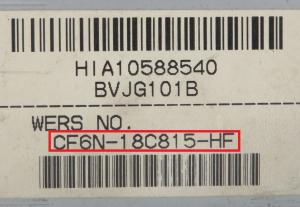 HIA10588540
BVJG101B
WERS NO.
CF6N-18C815-HF